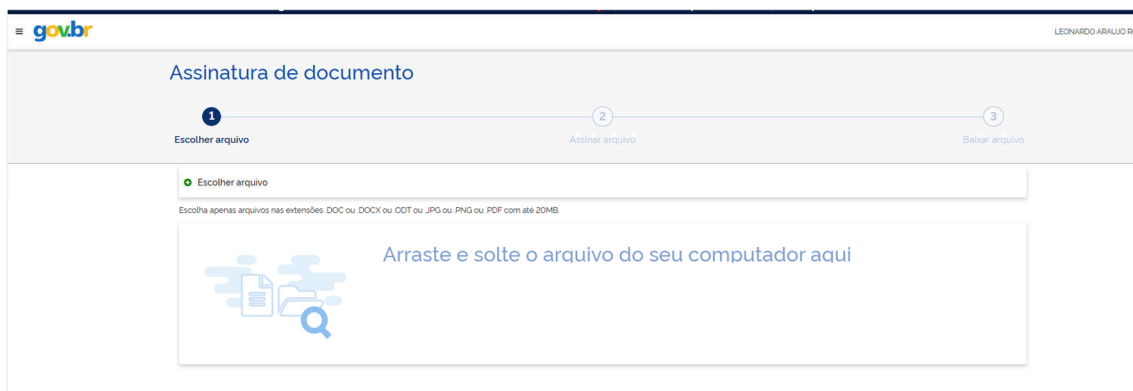 ≡ gov.br
LEONARDO ARAUJO
Assinatura de documento
1
2
3
Escolher arquivo
Assinar arquivo
Baixar arquivo
Escolher arquivo
Escolha apenas arquivos nas extensões .DOC ou .DOCX ou .ODT ou .JPG ou .PNG ou .PDF com até 20MB.
Arraste e solte o arquivo do seu computador aqui